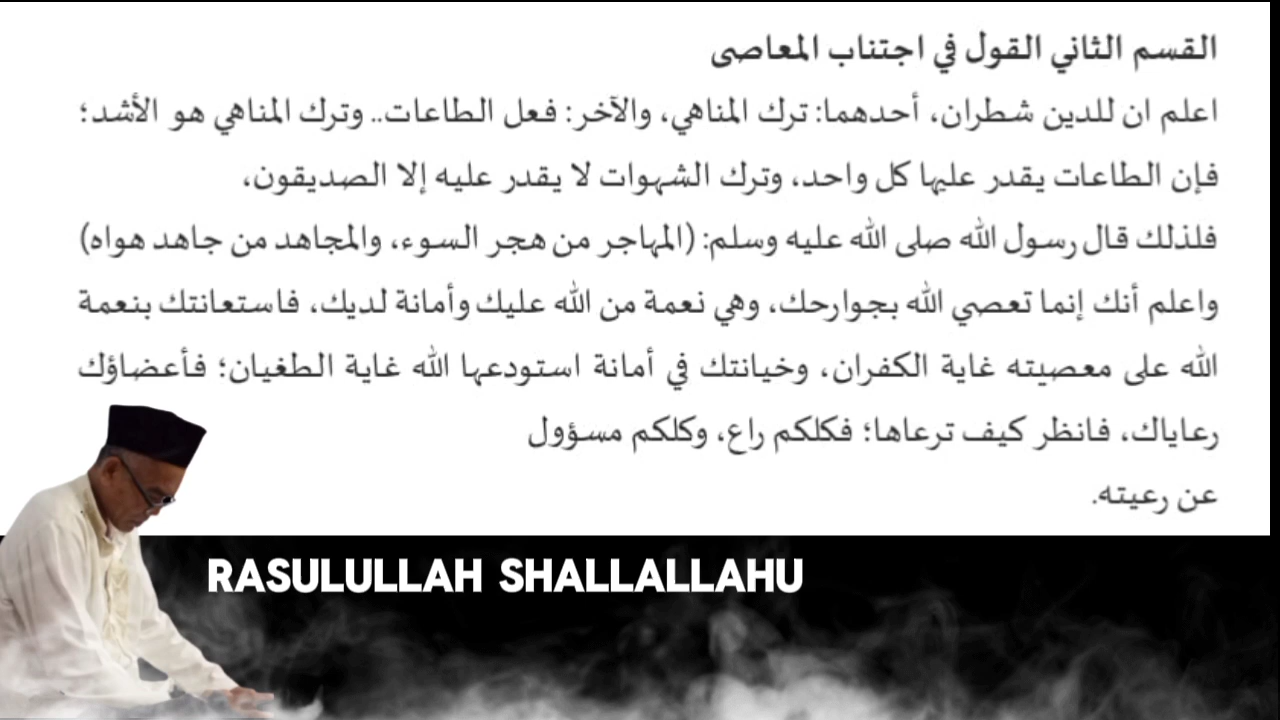 القسم الثاني القول في اجتناب المعاصى
اعلم ان للدين شطران، أحدهما: ترك المناهي، والآخر: فعل الطاعات.. وترك المناهي هو الأشد؛
فإن الطاعات يقدر عليها كل واحد، وترك الشهوات لا يقدر عليه إلا الصديقون،
فلذلك قال رسول الله صلى الله عليه وسلم: (المهاجر من هجر السوء، والمجاهد من جاهد هواه)
واعلم أنك إنما تعصي الله بجوارحك، وهي نعمة من الله عليك وأمانة لديك، فاستعانتك بنعمة
الله على معصيته غاية الكفران، وخيانتك في أمانة استودعها الله غاية الطغيان؛ فأعضاؤك
رعاياك، فانظر كيف ترعاها؛ فكلكم راع، وكلكم مسؤول
عن رعيته.
RASULULLAH SHALLALLAHU